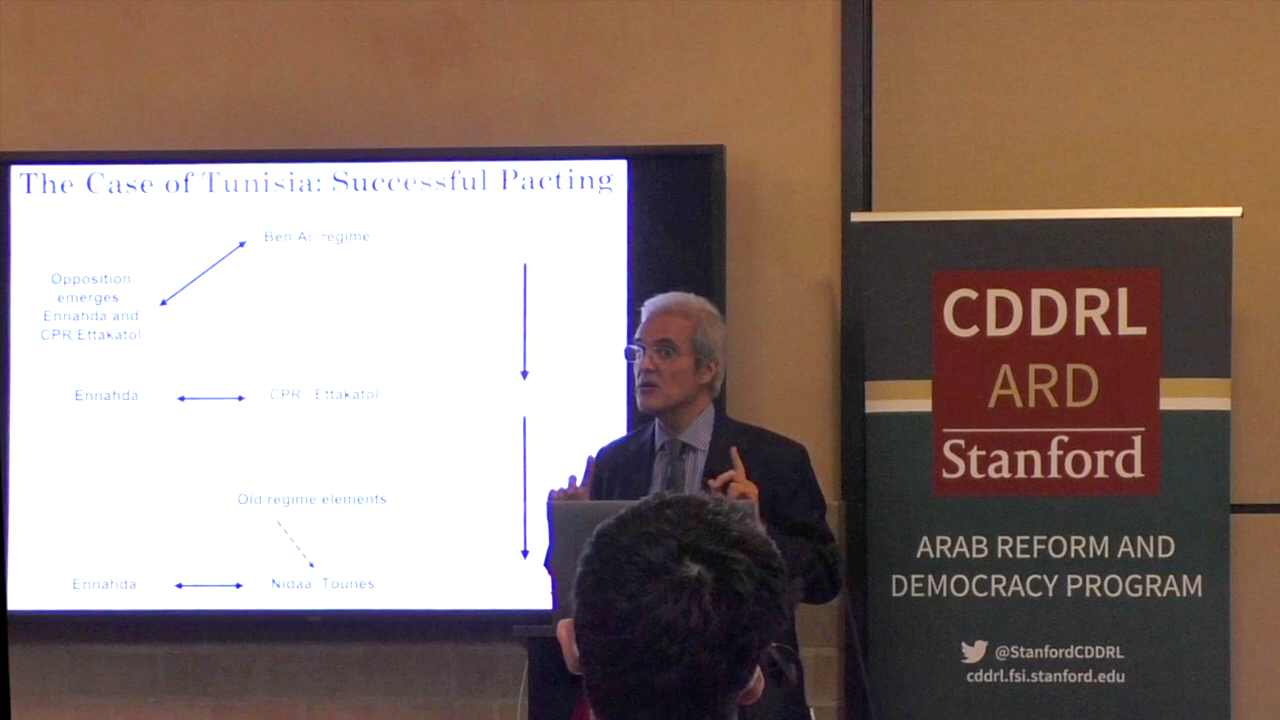 The Case of Tunisia: Successful Pacting
Ben Ali regime
Opposition
emerges
Ennahda and
CPR Ettakatol
Ennahda
CPR Ettakatol
Old regime elements
Ennahda
Nidaa Tounes
CDDRL
ARD
Stanford
ARAB REFORM AND
DEMOCRACY PROGRAM
@StanfordCDDRL
cddrl.fsi.stanford.edu